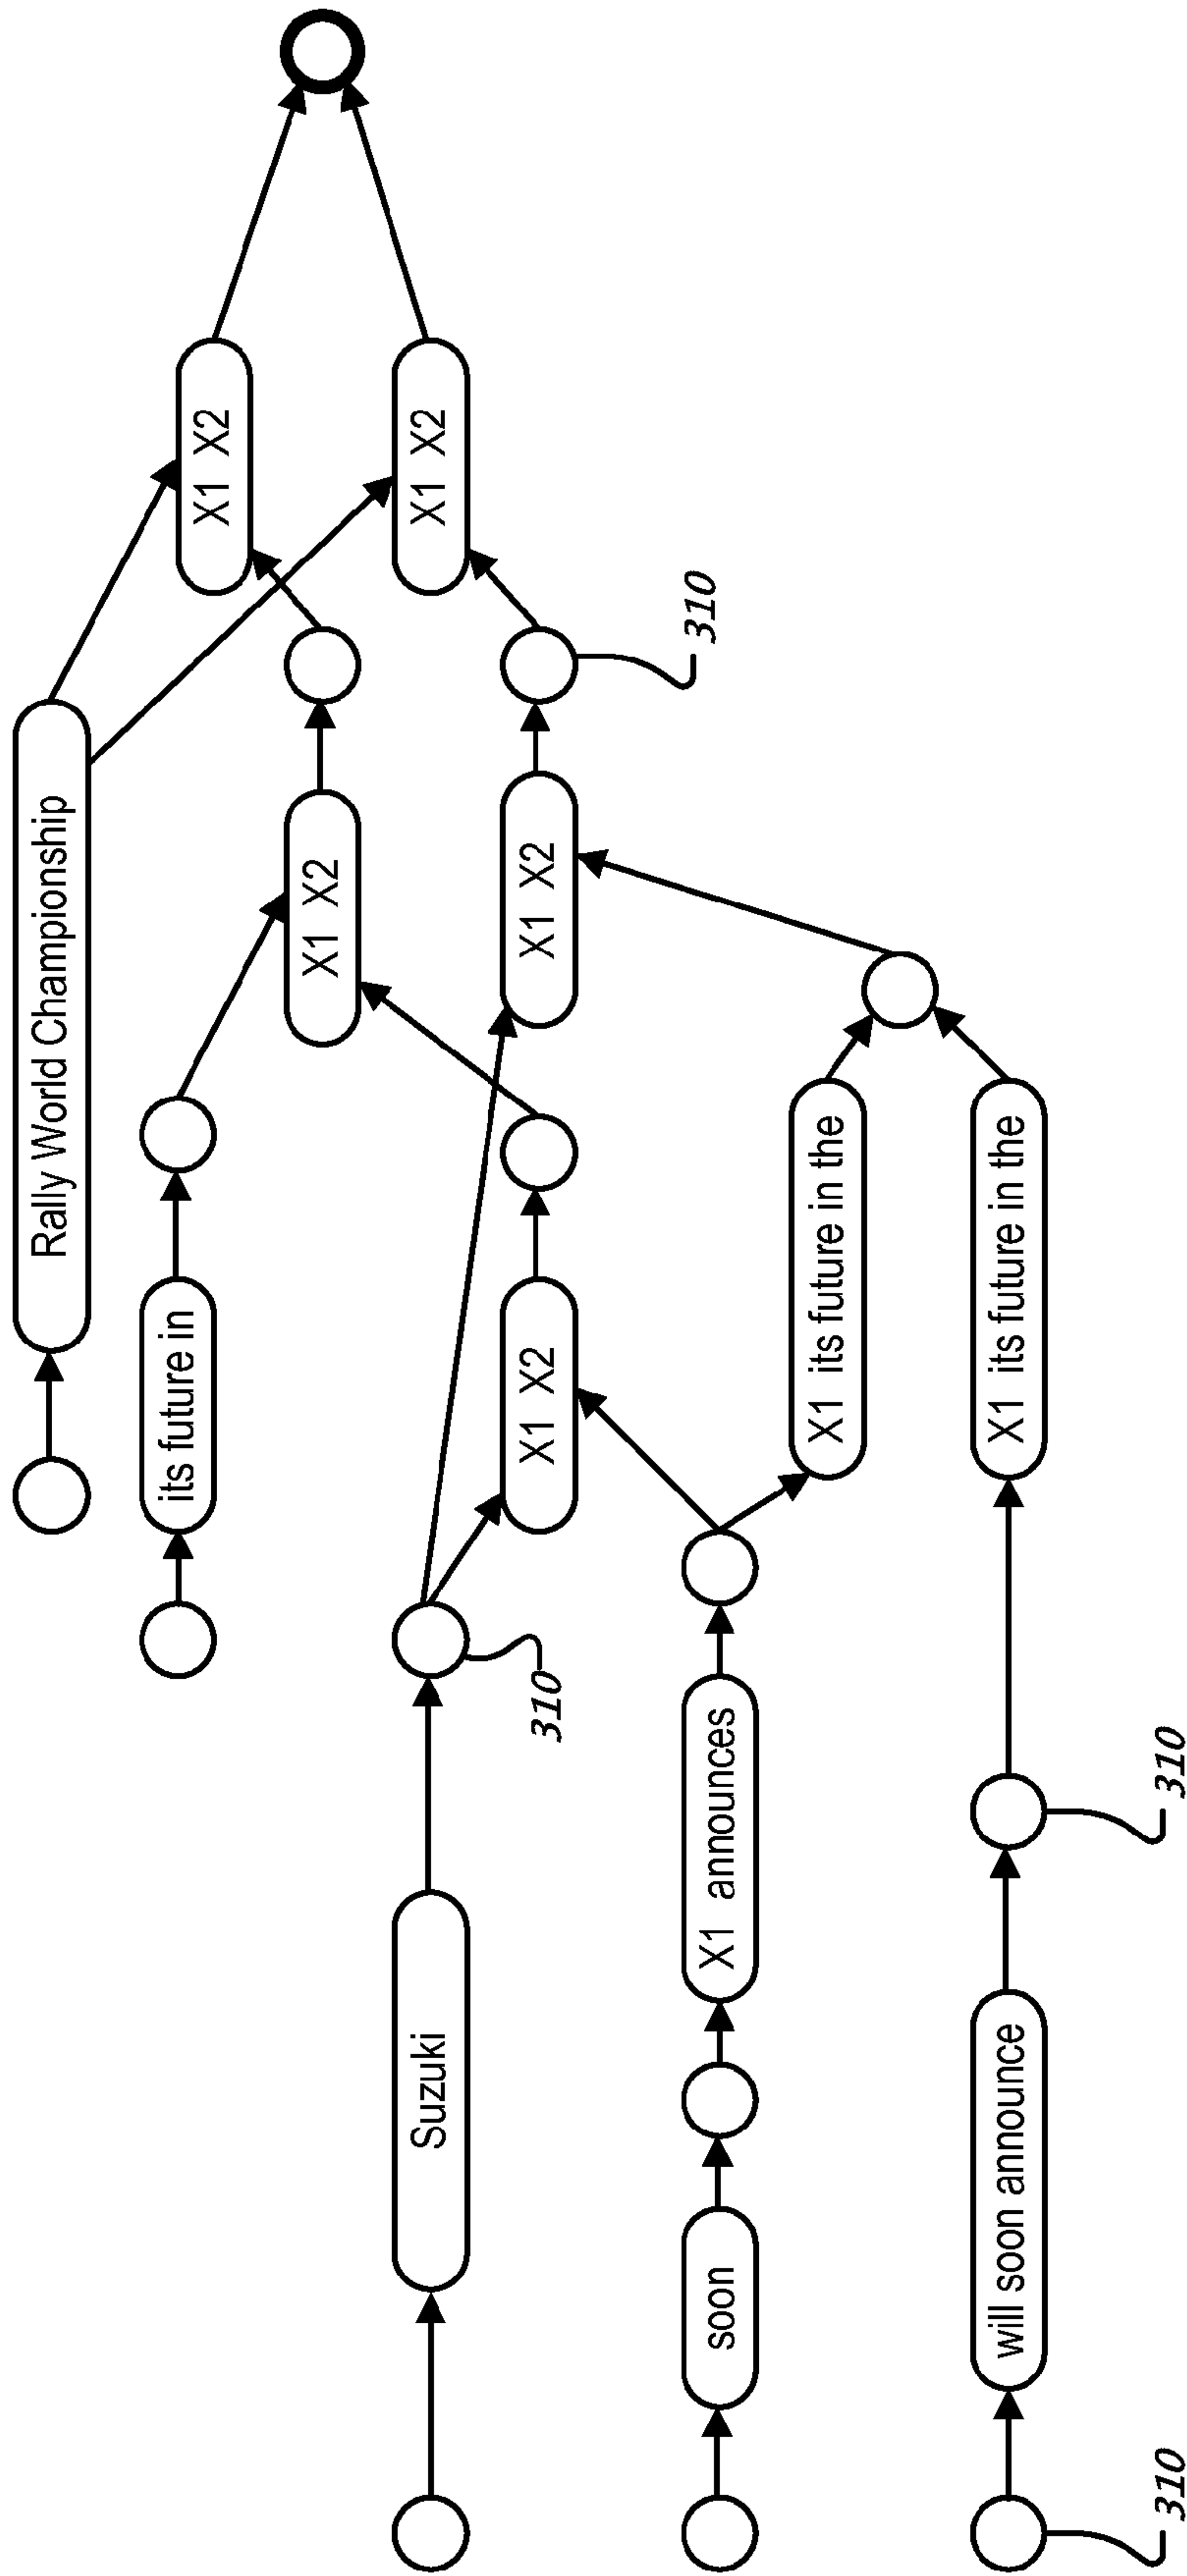 Rally World Championship
its future in
X1 X2
X1 X2
X1 X2
X1 X2
310
Suzuki
310
X1 X2
soon
X1 announces
X1 its future in the
will soon announce
X1 its future in the
310
310